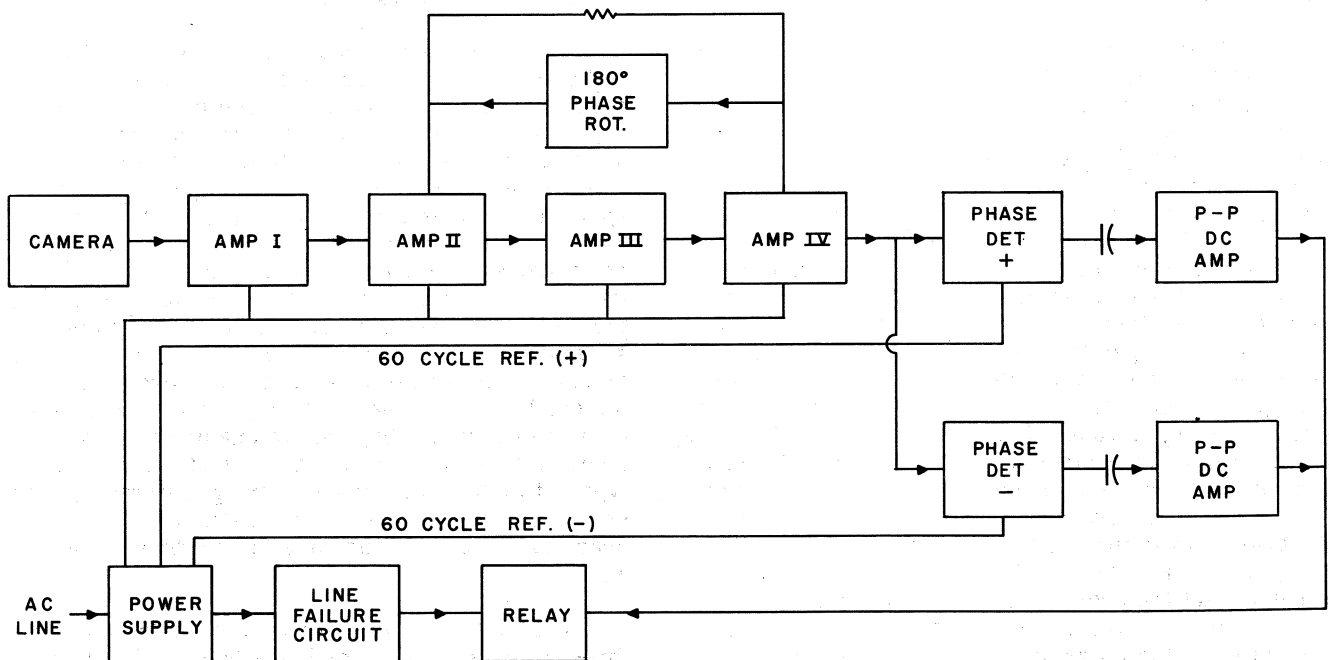 180°
PHASE
ROT.
CAMERA
AMP I
AMP II
AMP III
AMP IV
PHASE
DET
+
P-P
DC
AMP
60 CYCLE REF. (+)
PHASE
DET
–
P-P
DC
AMP
60 CYCLE REF. (-)
AC
LINE
POWER
SUPPLY
LINE
FAILURE
CIRCUIT
RELAY